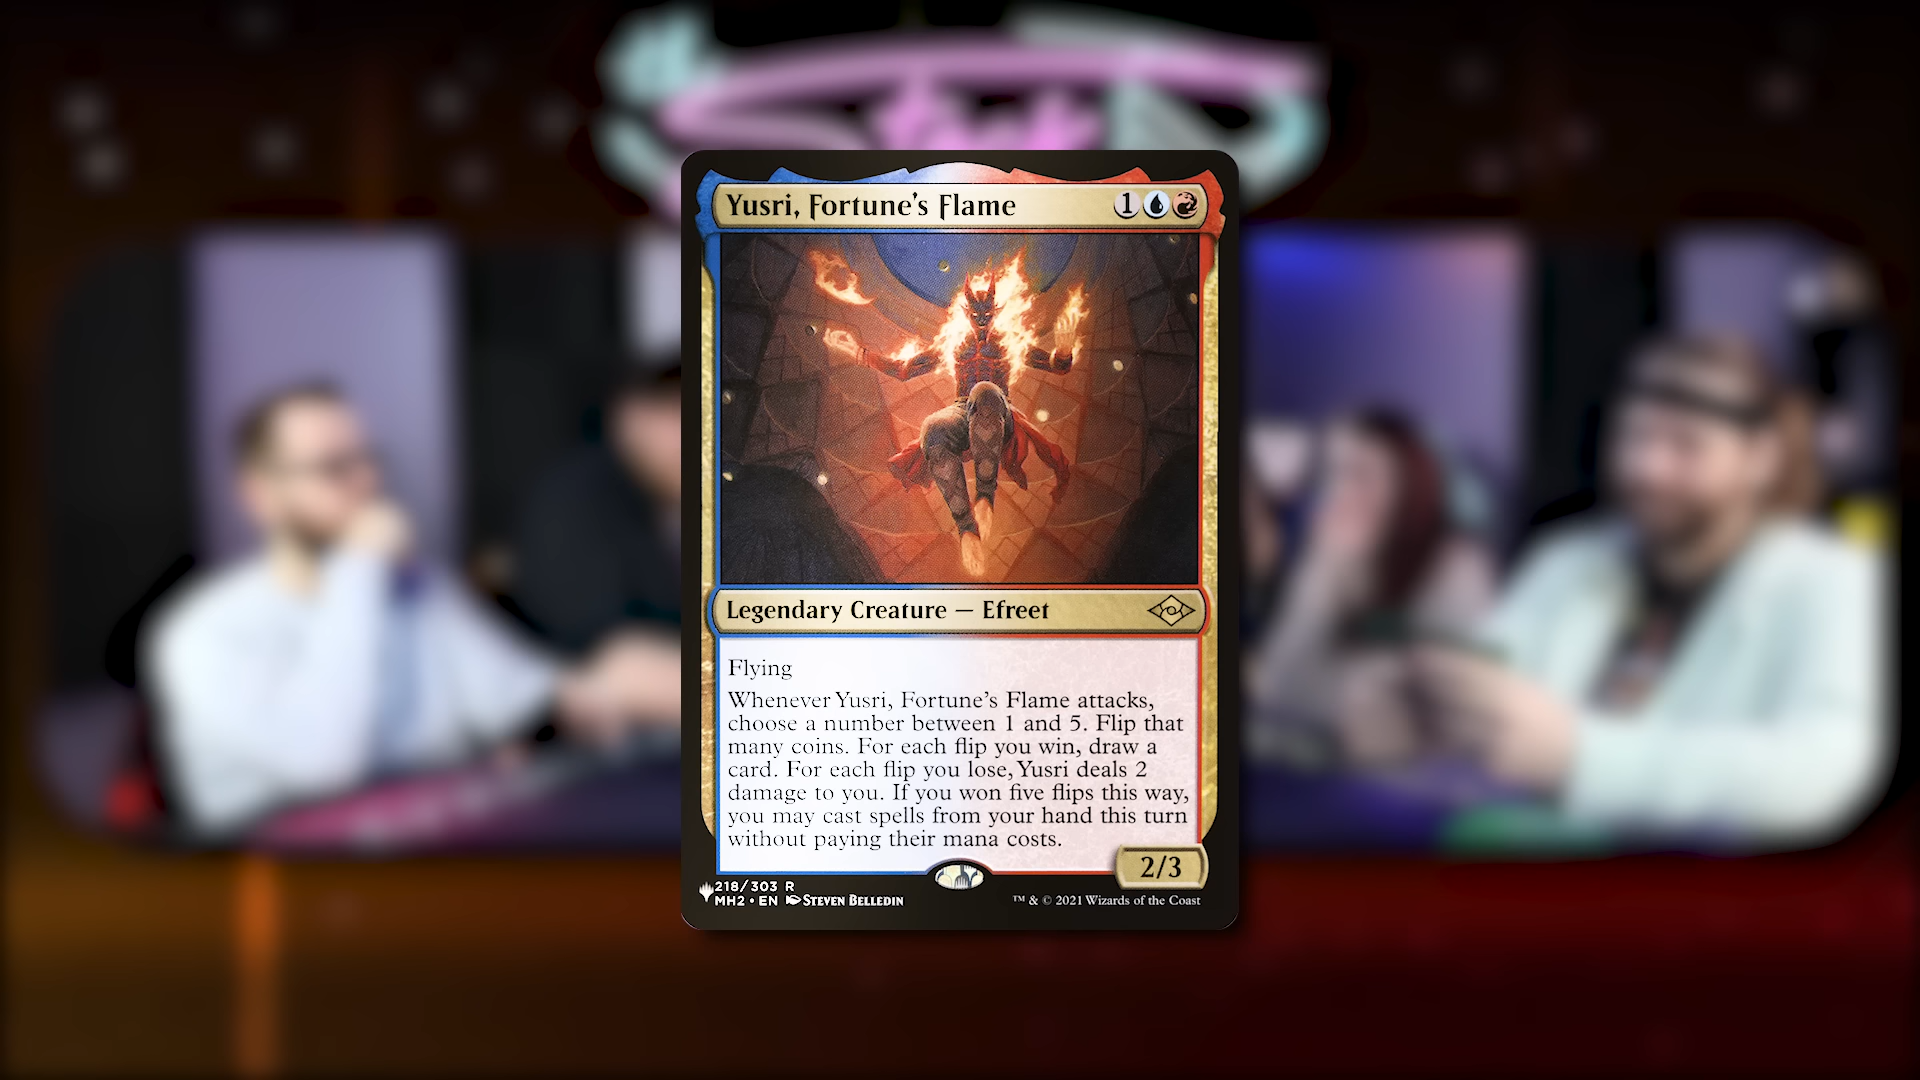 Stack
Yusri, Fortune's Flame
1
Legendary Creature — Efreet
Flying
Whenever Yusri, Fortune's Flame attacks,
choose a number between 1 and 5. Flip that
many coins. For each flip you win, draw a
card. For each flip you lose, Yusri deals 2
damage to you. If you won five flips this way,
you may cast spells from your hand this turn
without paying their mana costs.
2/3
218/303 R
MH2 • EN Steven Belledin
™ & © 2021 Wizards of the Coast